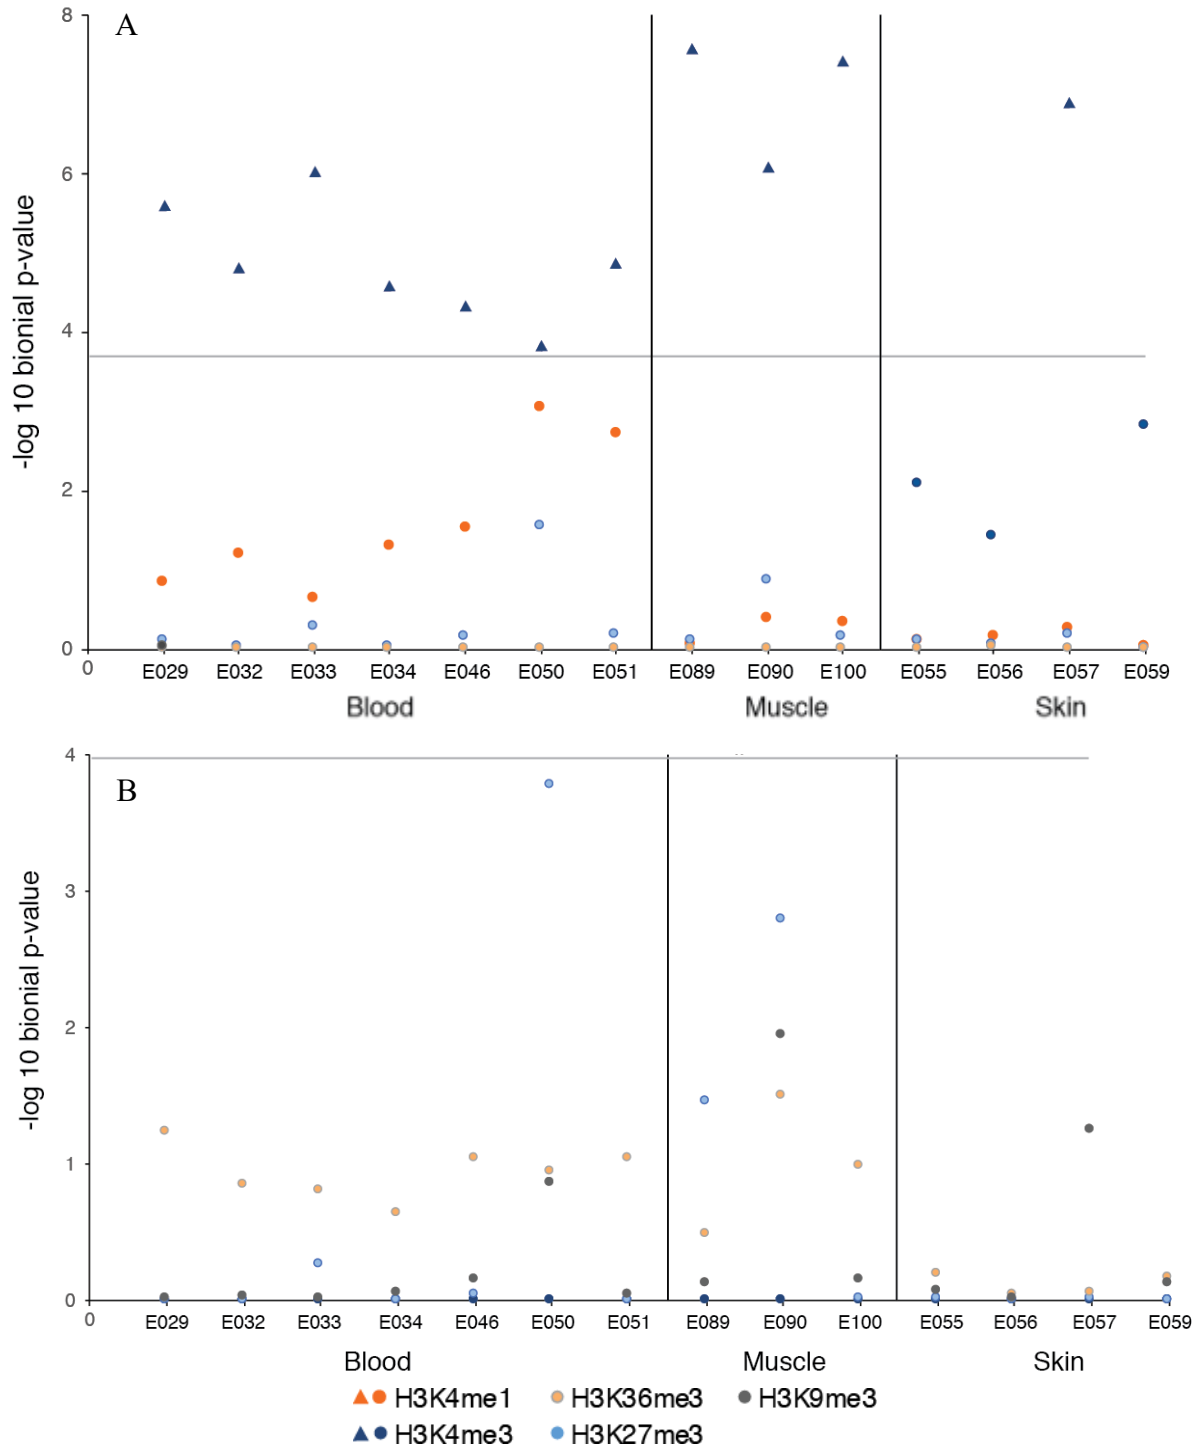 A
8
6
4
2
0
-log 10 bionial p-value
0 E029 E032 E033 E034 E046 E050 E051 E089 E090 E100 E055 E056 E057 E059
Blood Muscle Skin
B
4
3
2
1
0
-log 10 bionial p-value
0 E029 E032 E033 E034 E046 E050 E051 E089 E090 E100 E055 E056 E057 E059
Blood Muscle Skin
H3K4me1 H3K36me3 H3K9me3
H3K4me3 H3K27me3